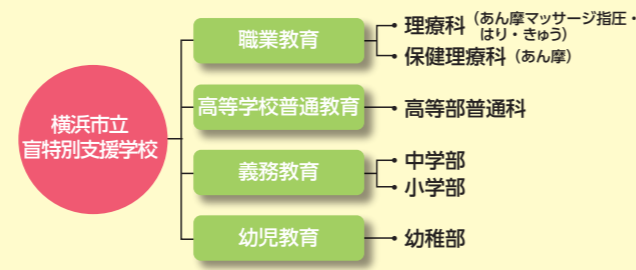 横浜市立
盲特別支援学校
職業教育
理療科（あん摩マッサージ指圧・
はり・きゅう）
保健理療科（あん摩）
高等学校普通教育
高等部普通科
義務教育
中学部
小学部
幼児教育
幼稚部